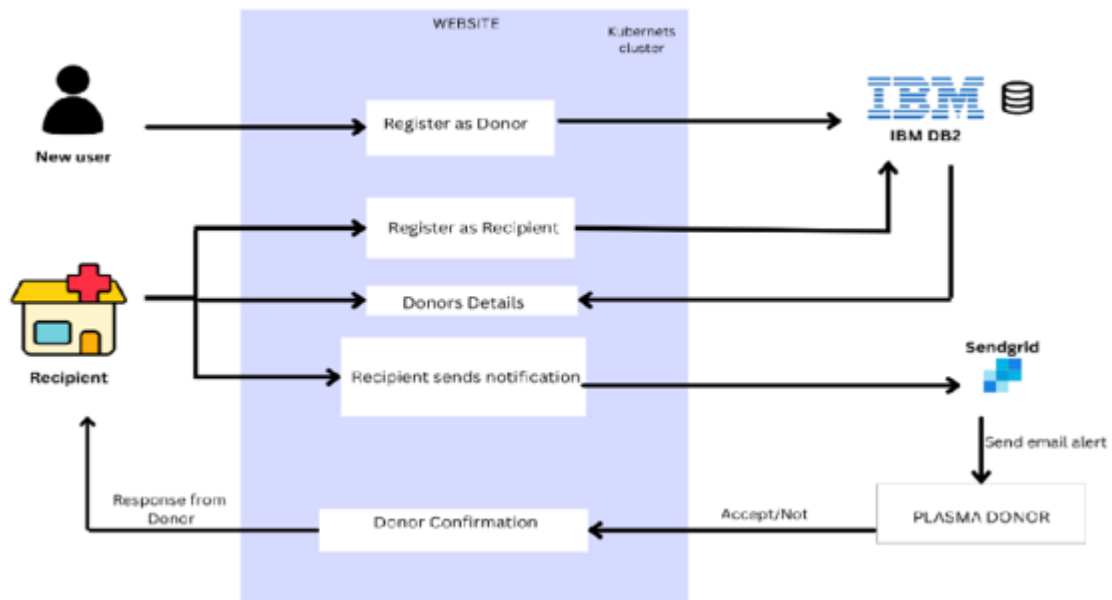 WEBSITE
Kubernets
cluster
New user
Register as Donor
IBM
IBM DB2
Register as Recipient
Donors Details
Recipient
Recipient sends notification
Sendgrid
Send email alert
Response from
Donor
Donor Confirmation
Accept/Not
PLASMA DONOR